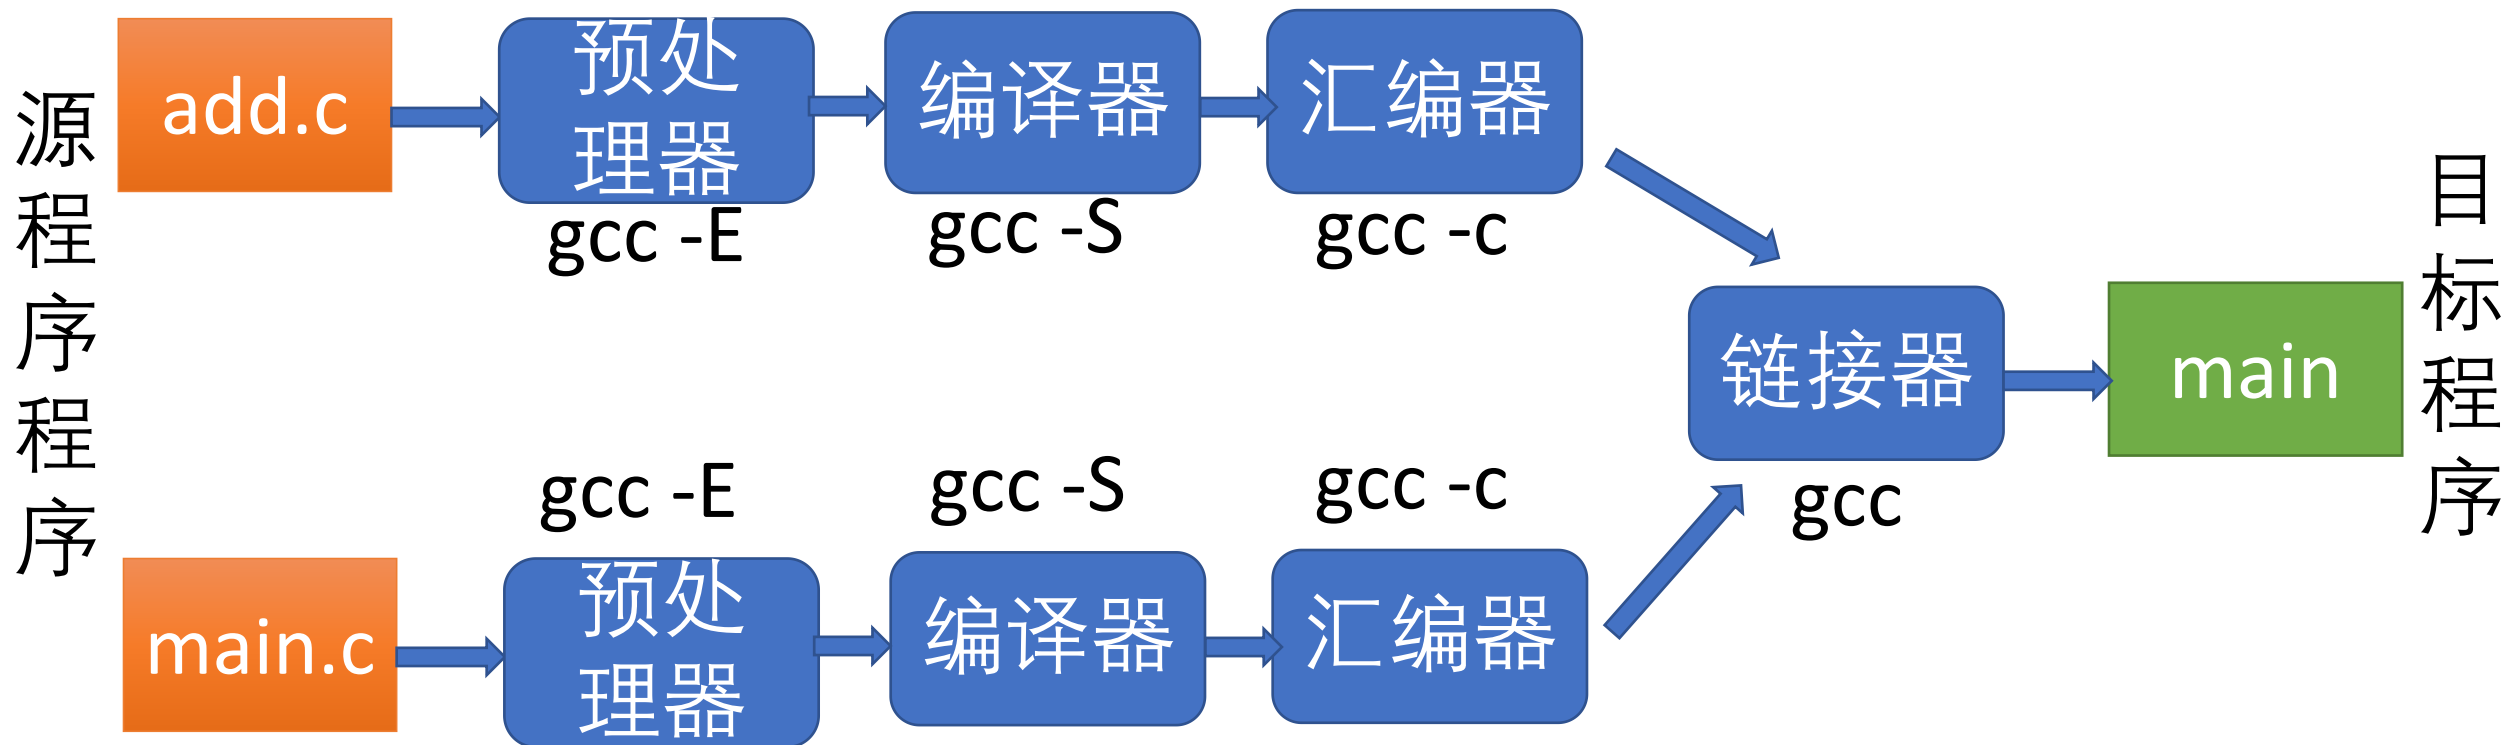 源程序程序
add.c
预处
理器
gcc -E
编译器
gcc -S
汇编器
gcc -c
main.c
gcc -E
预处
理器
gcc -S
编译器
gcc -c
汇编器
链接器
gcc
main
目标程序